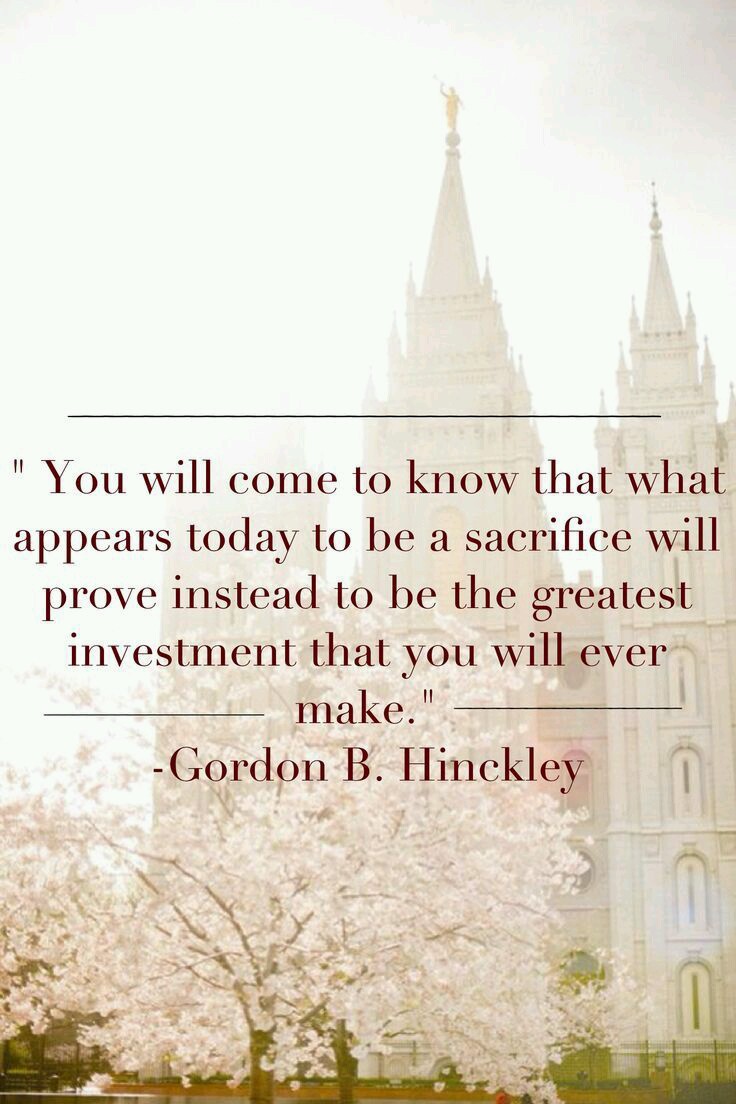 " You will come to know that what
appears today to be a sacrifice will
prove instead to be the greatest
investment that you will ever
make."
-Gordon B. Hinckley